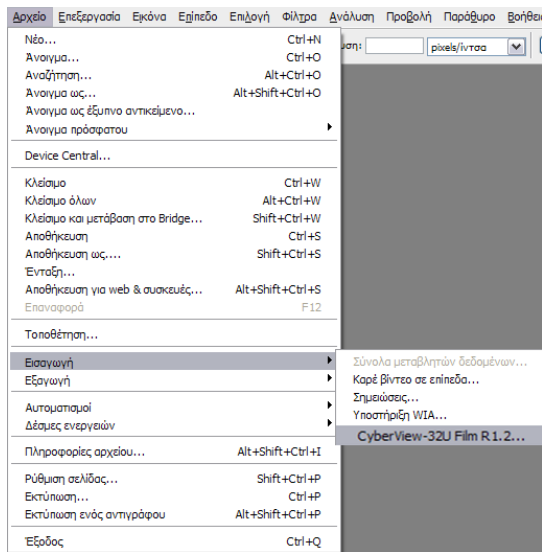 Αρχείο Επεξεργασία Εικόνα Επίπεδο Επιλογή Φίλτρα Ανάλυση Προβολή Παράθυρο Βοήθει
Νέο... Ctrl+N
Άνοιγμα... Ctrl+O
Αναζήτηση... Alt+Ctrl+O
Άνοιγμα ως... Alt+Shift+Ctrl+O
Άνοιγμα ως έξυπνο αντικείμενο...
Άνοιγμα πρόσφατου
Device Central...
Κλείσιμο Ctrl+W
Κλείσιμο όλων Alt+Ctrl+W
Κλείσιμο και μετάβαση στο Bridge... Shift+Ctrl+W
Αποθήκευση Ctrl+S
Αποθήκευση ως.... Shift+Ctrl+S
Ένταξη...
Αποθήκευση για web & συσκευές... Alt+Shift+Ctrl+S
Επαναφορά F12
Τοποθέτηση...
Εισαγωγή
Εξαγωγή
Αυτοματισμοί
Δέσμες ενεργειών
Πληροφορίες αρχείου... Alt+Shift+Ctrl+I
Ρύθμιση σελίδας... Shift+Ctrl+P
Εκτύπωση... Ctrl+P
Εκτύπωση ενός αντιγράφου Alt+Shift+Ctrl+P
Έξοδος Ctrl+Q
υση: pixels/ίντσα
Σύνολα μεταβλητών δεδομένων...
Καρέ βίντεο σε επίπεδα...
Σημειώσεις...
Υποστήριξη WIA...
CyberView-32U Film R1.2...